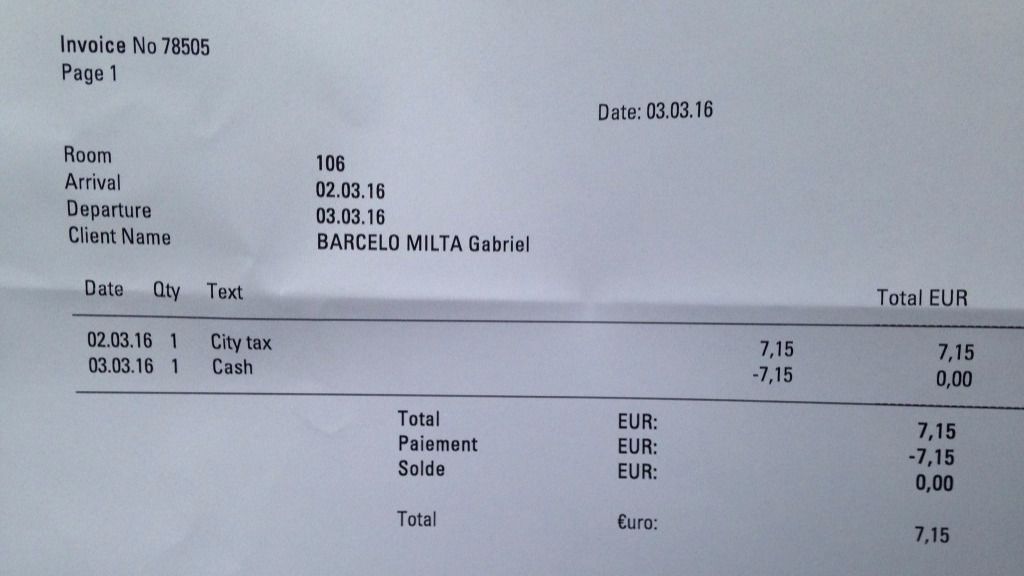 Invoice No 78505
Page 1
Date: 03.03.16
Room 106
Arrival 02.03.16
Departure 03.03.16
Client Name BARCELO MILTA Gabriel
Date Qty Text Total EUR
02.03.16 1 City tax 7,15 7,15
03.03.16 1 Cash -7,15 0,00
Total EUR: 7,15
Paiement EUR: -7,15
Solde EUR: 0,00
Total €uro: 7,15